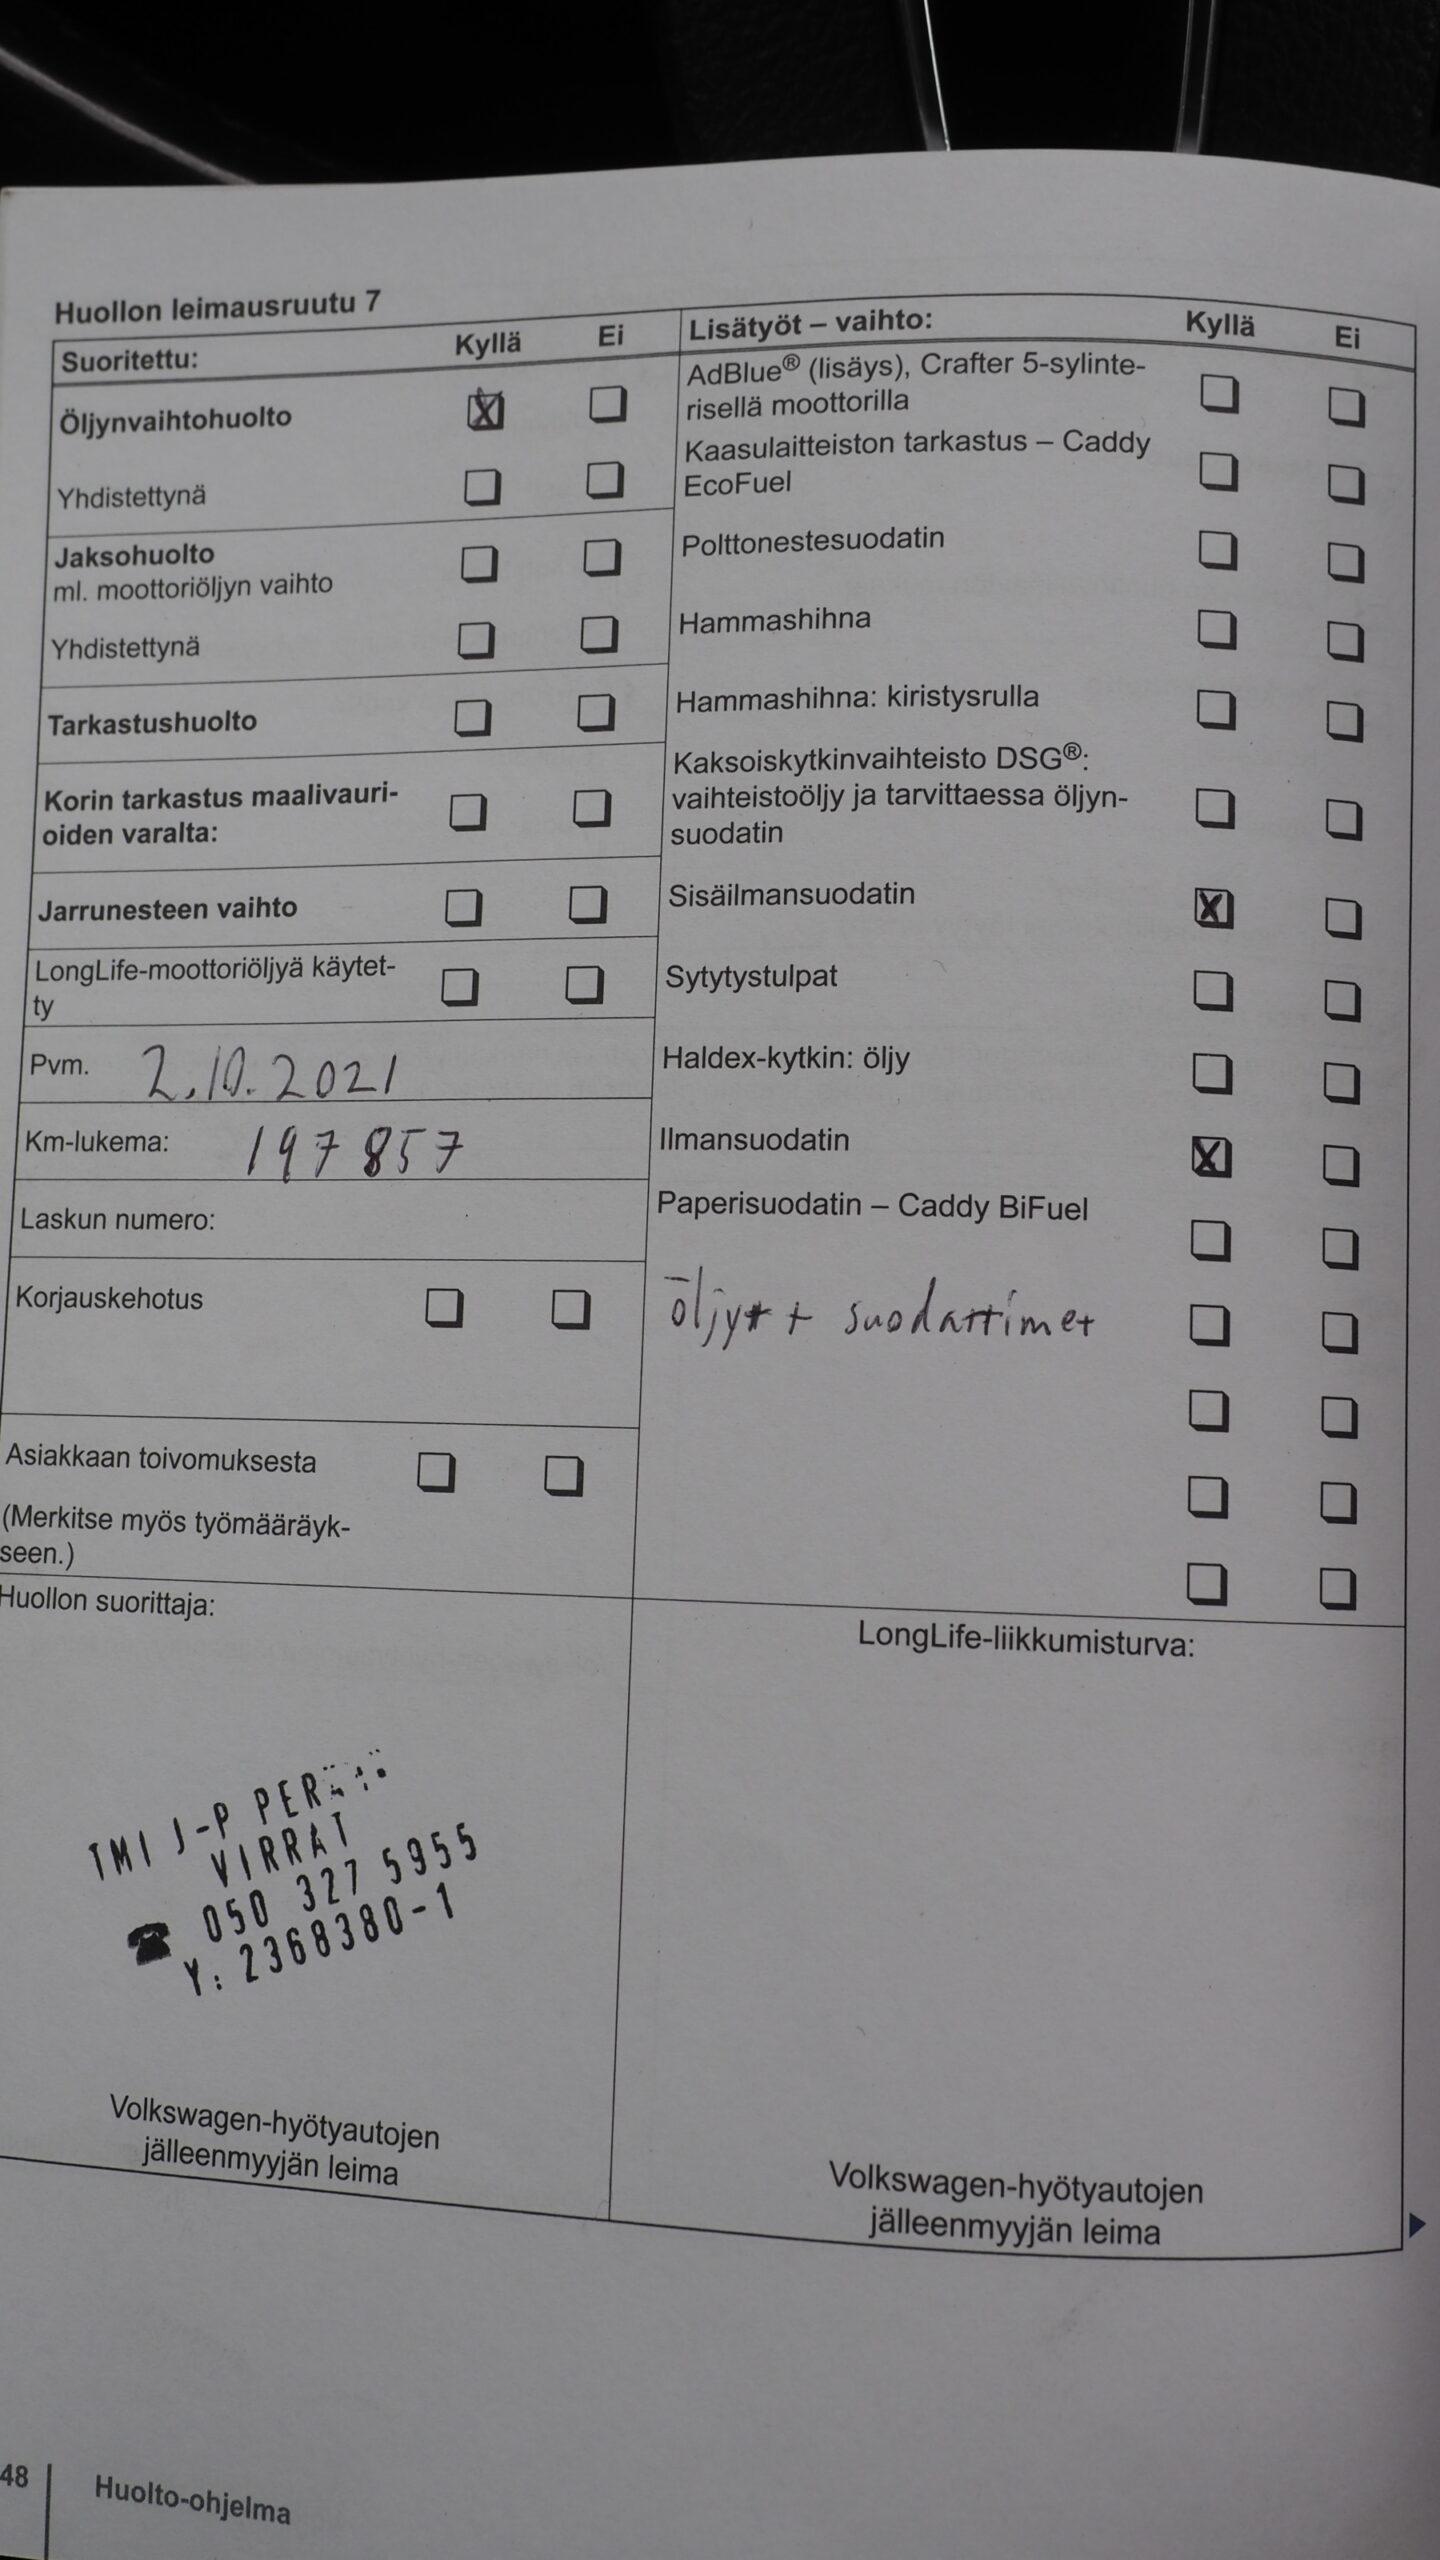 Huollon leimausruutu 7
Suoritettu: Kyllä Ei
Öljynvaihtohuolto
Yhdistettynä
Jaksohuolto
ml. moottoriöljyn vaihto
Yhdistettynä
Tarkastushuolto
Korin tarkastus maalivauri-
oiden varalta:
Jarrunesteen vaihto
LongLife-moottoriöljyä käytet-
ty
Pvm. 2.10.2021
Km-lukema: 197 857
Laskun numero:
Korjauskehotus
Asiakkaan toivomuksesta
(Merkitse myös työmääräyk-
seen.)
Huollon suorittaja:
TMI J-P
VIRRAT
050 327 5955
Y: 2368380-1
Volkswagen-hyötyautojen
jälleenmyyjän leima
Lisätyöt – vaihto: Kyllä Ei
AdBlue® (lisäys), Crafter 5-sylinte-
risellä moottorilla
Kaasulaitteiston tarkastus – Caddy
EcoFuel
Polttonestesuodatin
Hammashihna
Hammashihna: kiristysrulla
Kaksoiskytkinvaihteisto DSG®:
vaihteistoöljy ja tarvittaessa öljyn-
suodatin
Sisäilmansuodatin
Sytytystulpat
Haldex-kytkin: öljy
Ilmansuodatin
Paperisuodatin – Caddy BiFuel
öljyt + suodattimet
LongLife-liikkumisturva:
Volkswagen-hyötyautojen
jälleenmyyjän leima
48 Huolto-ohjelma